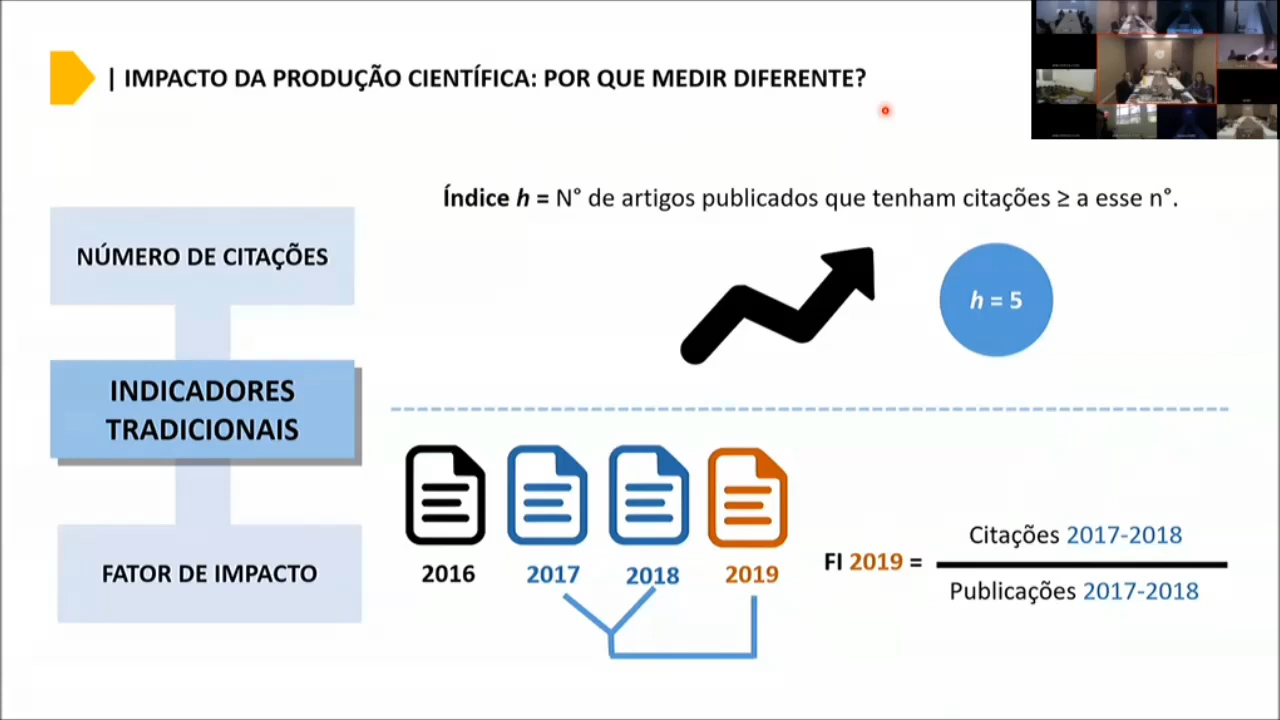 | IMPACTO DA PRODUÇÃO CIENTÍFICA: POR QUE MEDIR DIFERENTE?
Índice h = N° de artigos publicados que tenham citações ≥ a esse n°.
NÚMERO DE CITAÇÕES
h = 5
INDICADORES
TRADICIONAIS
FATOR DE IMPACTO
2016 2017 2018 2019
FI 2019 =
Citações 2017-2018
Publicações 2017-2018